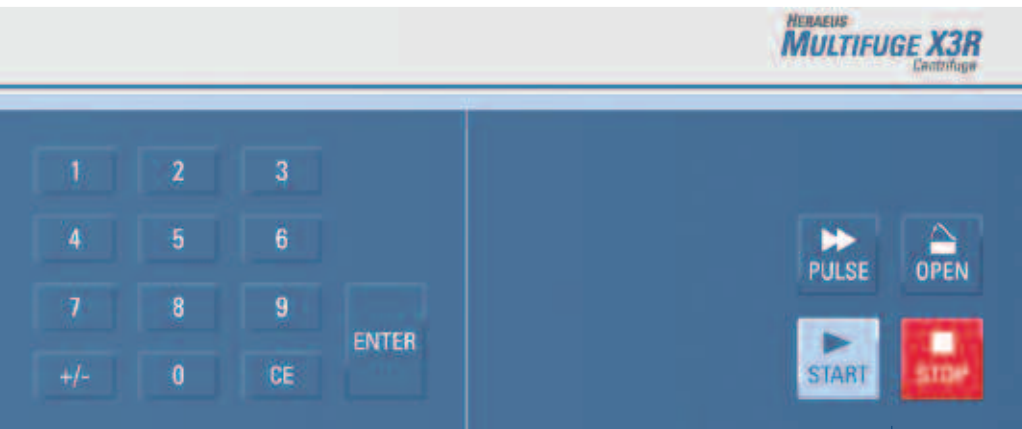 HERAEUS
MULTIFUGE X3R
Centrifuge
1 2 3
4 5 6
PULSE OPEN
7 8 9
ENTER
+/- 0 CE
START STOP